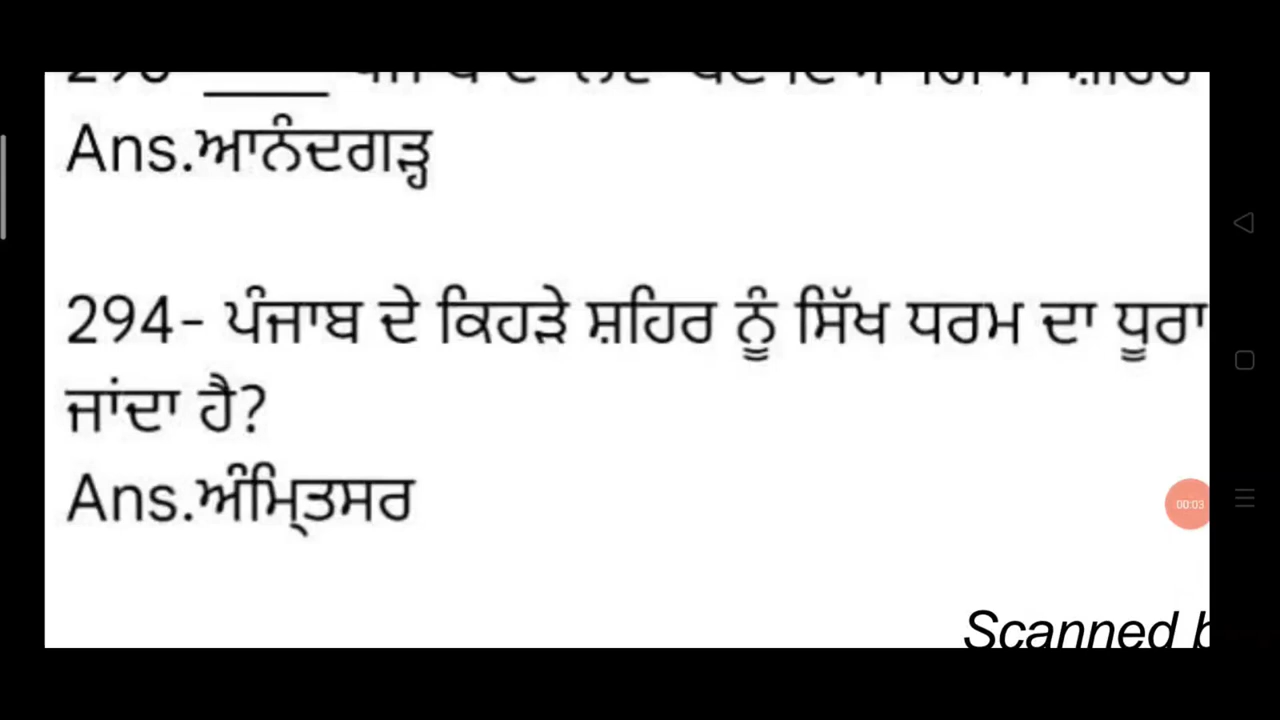 Ans.ਆਨੰਦਗੜ੍ਹ
294- ਪੰਜਾਬ ਦੇ ਕਿਹੜੇ ਸ਼ਹਿਰ ਨੂੰ ਸਿੱਖ ਧਰਮ ਦਾ ਧੂਰਾ
ਜਾਂਦਾ ਹੈ?
Ans.ਅੰਮ੍ਰਿਤਸਰ
00:03
Scanned b